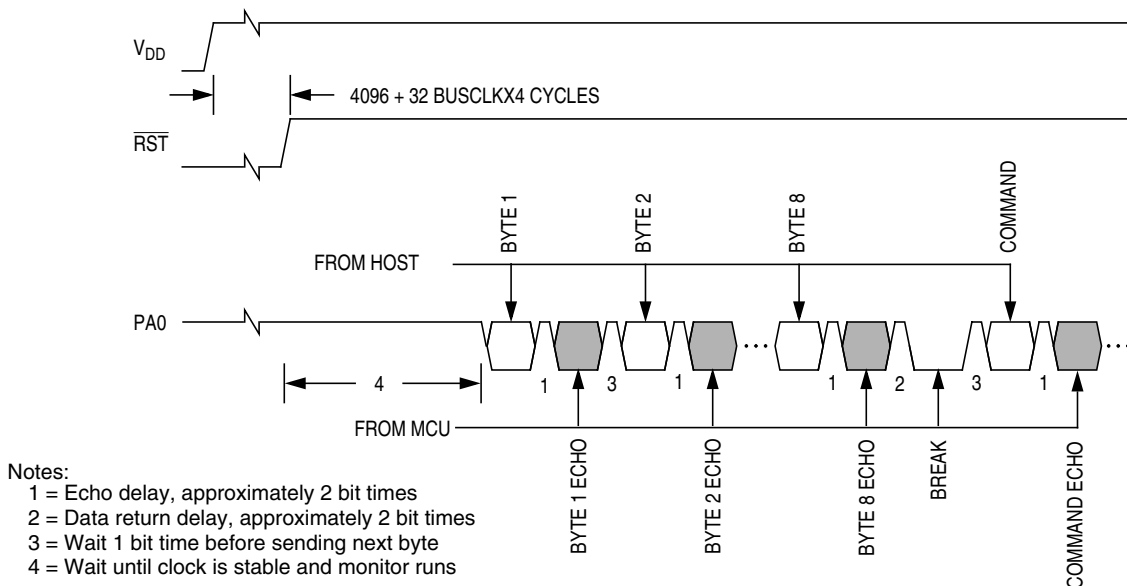 VDD
4096 + 32 BUSCLKX4 CYCLES
RST
BYTE 1
BYTE 2
BYTE 8
COMMAND
FROM HOST
PA0
4
1
3
1
1
2
3
1
FROM MCU
BYTE 1 ECHO
BYTE 2 ECHO
BYTE 8 ECHO
BREAK
COMMAND ECHO
Notes:
1 = Echo delay, approximately 2 bit times
2 = Data return delay, approximately 2 bit times
3 = Wait 1 bit time before sending next byte
4 = Wait until clock is stable and monitor runs